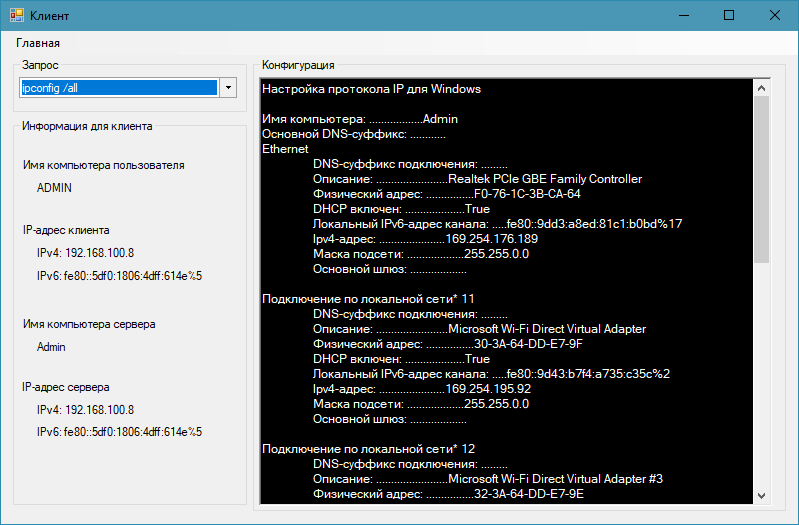 Клиент
Главная
Запрос
ipconfig /all
Информация для клиента
Имя компьютера пользователя
ADMIN
IP-адрес клиента
IPv4: 192.168.100.8
IPv6: fe80::5df0:1806:4dff:614e%5
Имя компьютера сервера
Admin
IP-адрес сервера
IPv4: 192.168.100.8
IPv6: fe80::5df0:1806:4dff:614e%5
Конфигурация
Настройка протокола IP для Windows
Имя компьютера: ..................Admin
Основной DNS-суффикс: ............
Ethernet
DNS-суффикс подключения: .........
Описание: ........................Realtek PCIe GBE Family Controller
Физический адрес: ................F0-76-1C-3B-CA-64
DHCP включен: ....................True
Локальный IPv6-адрес канала: .....fe80::9dd3:a8ed:81c1:b0bd%17
Ipv4-адрес: ......................169.254.176.189
Маска подсети: ...................255.255.0.0
Основной шлюз: ...................
Подключение по локальной сети* 11
DNS-суффикс подключения: .........
Описание: ........................Microsoft Wi-Fi Direct Virtual Adapter
Физический адрес: ................30-3A-64-DD-E7-9F
DHCP включен: ....................True
Локальный IPv6-адрес канала: .....fe80::9d43:b7f4:a735:c35c%2
Ipv4-адрес: ......................169.254.195.92
Маска подсети: ...................255.255.0.0
Основной шлюз: ...................
Подключение по локальной сети* 12
DNS-суффикс подключения: .........
Описание: ........................Microsoft Wi-Fi Direct Virtual Adapter #3
Физический адрес: ................32-3A-64-DD-E7-9E